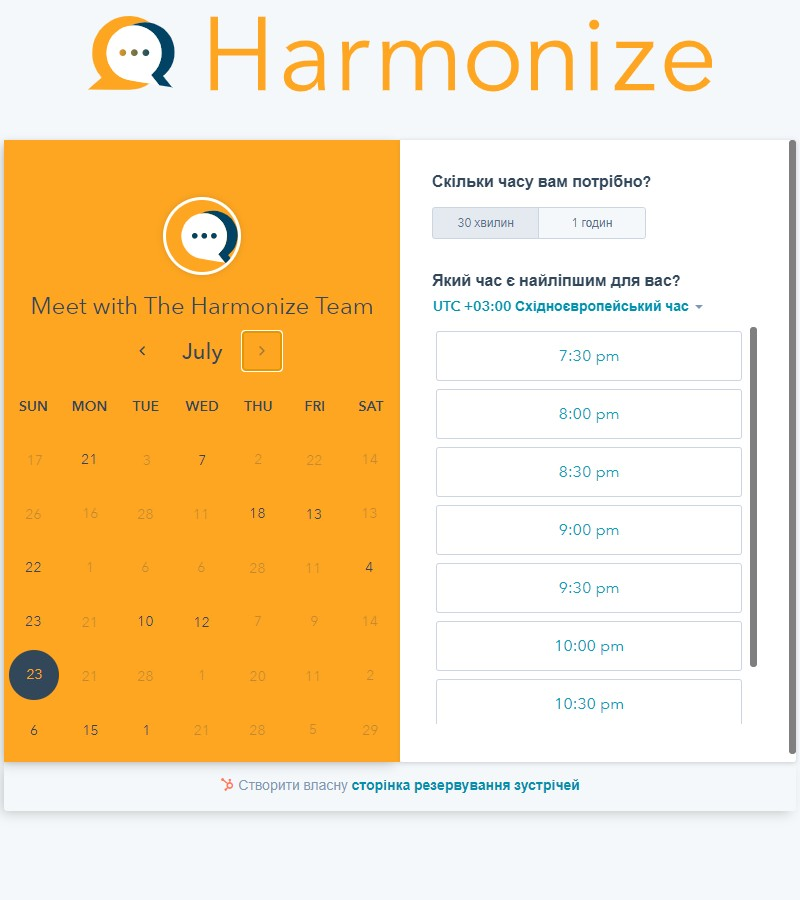 Harmonize
Meet with The Harmonize Team
July
SUN MON TUE WED THU FRI SAT
17 21 3 7 2 22 14
26 16 28 11 18 13 13
22 1 6 6 28 11 4
23 21 10 12 7 9 14
23 21 28 1 20 11 2
6 15 1 21 28 5 29
Скільки часу вам потрібно?
30 хвилин 1 годин
Який час є найліпшим для вас?
UTC +03:00 Східноєвропейський час
7:30 pm
8:00 pm
8:30 pm
9:00 pm
9:30 pm
10:00 pm
10:30 pm
Створити власну сторінка резервування зустрічей